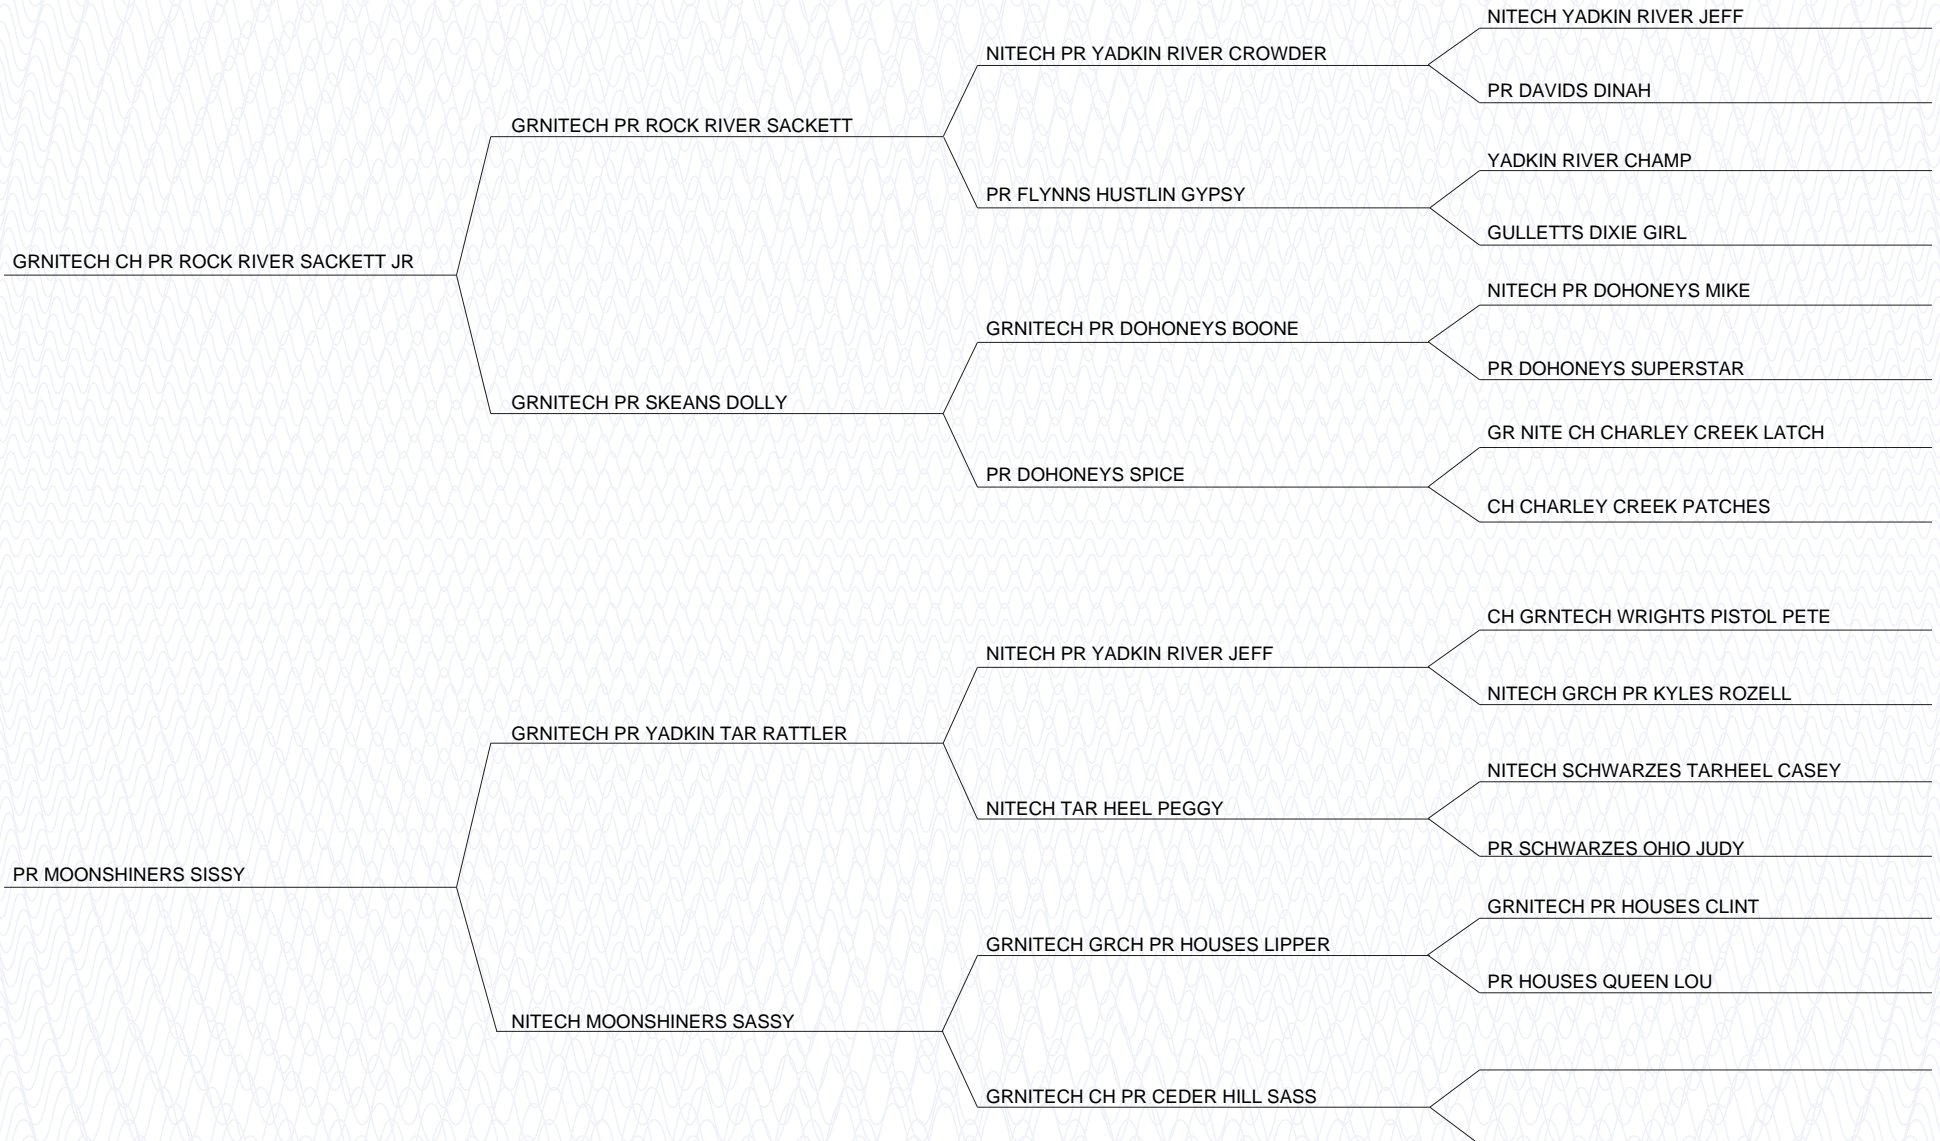 NITECH YADKIN RIVER JEFF
NITECH PR YADKIN RIVER CROWDER
PR DAVIDS DINAH
GRNITECH PR ROCK RIVER SACKETT
YADKIN RIVER CHAMP
PR FLYNNS HUSTLIN GYPSY
GULLETTS DIXIE GIRL
GRNITECH CH PR ROCK RIVER SACKETT JR
NITECH PR DOHONEYS MIKE
GRNITECH PR DOHONEYS BOONE
PR DOHONEYS SUPERSTAR
GRNITECH PR SKEANS DOLLY
GR NITE CH CHARLEY CREEK LATCH
PR DOHONEYS SPICE
CH CHARLEY CREEK PATCHES
CH GRNTECH WRIGHTS PISTOL PETE
NITECH PR YADKIN RIVER JEFF
NITECH GRCH PR KYLES ROZELL
GRNITECH PR YADKIN TAR RATTLER
NITECH SCHWARZES TARHEEL CASEY
NITECH TAR HEEL PEGGY
PR SCHWARZES OHIO JUDY
PR MOONSHINERS SISSY
GRNITECH PR HOUSES CLINT
GRNITECH GRCH PR HOUSES LIPPER
PR HOUSES QUEEN LOU
NITECH MOONSHINERS SASSY
GRNITECH CH PR CEDER HILL SASS